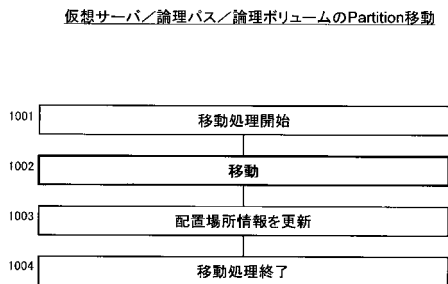 仮想サーバ／論理パス／論理ボリュームのPartition移動
1001
移動処理開始
1002
移動
1003
配置場所情報を更新
1004
移動処理終了